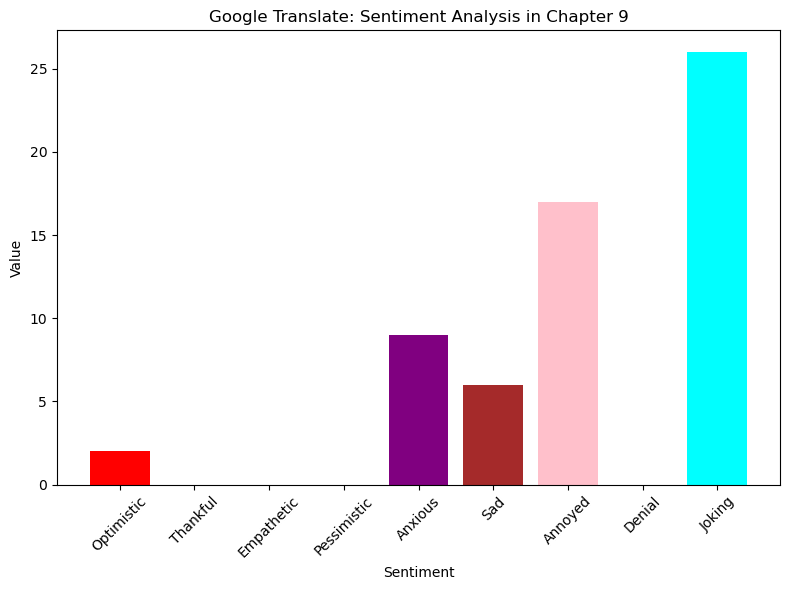 Google Translate: Sentiment Analysis in Chapter 9
Value
25
20
15
10
5
0
Optimistic
Thankful
Empathetic
Pessimistic
Anxious
Sad
Annoyed
Denial
Joking
Sentiment